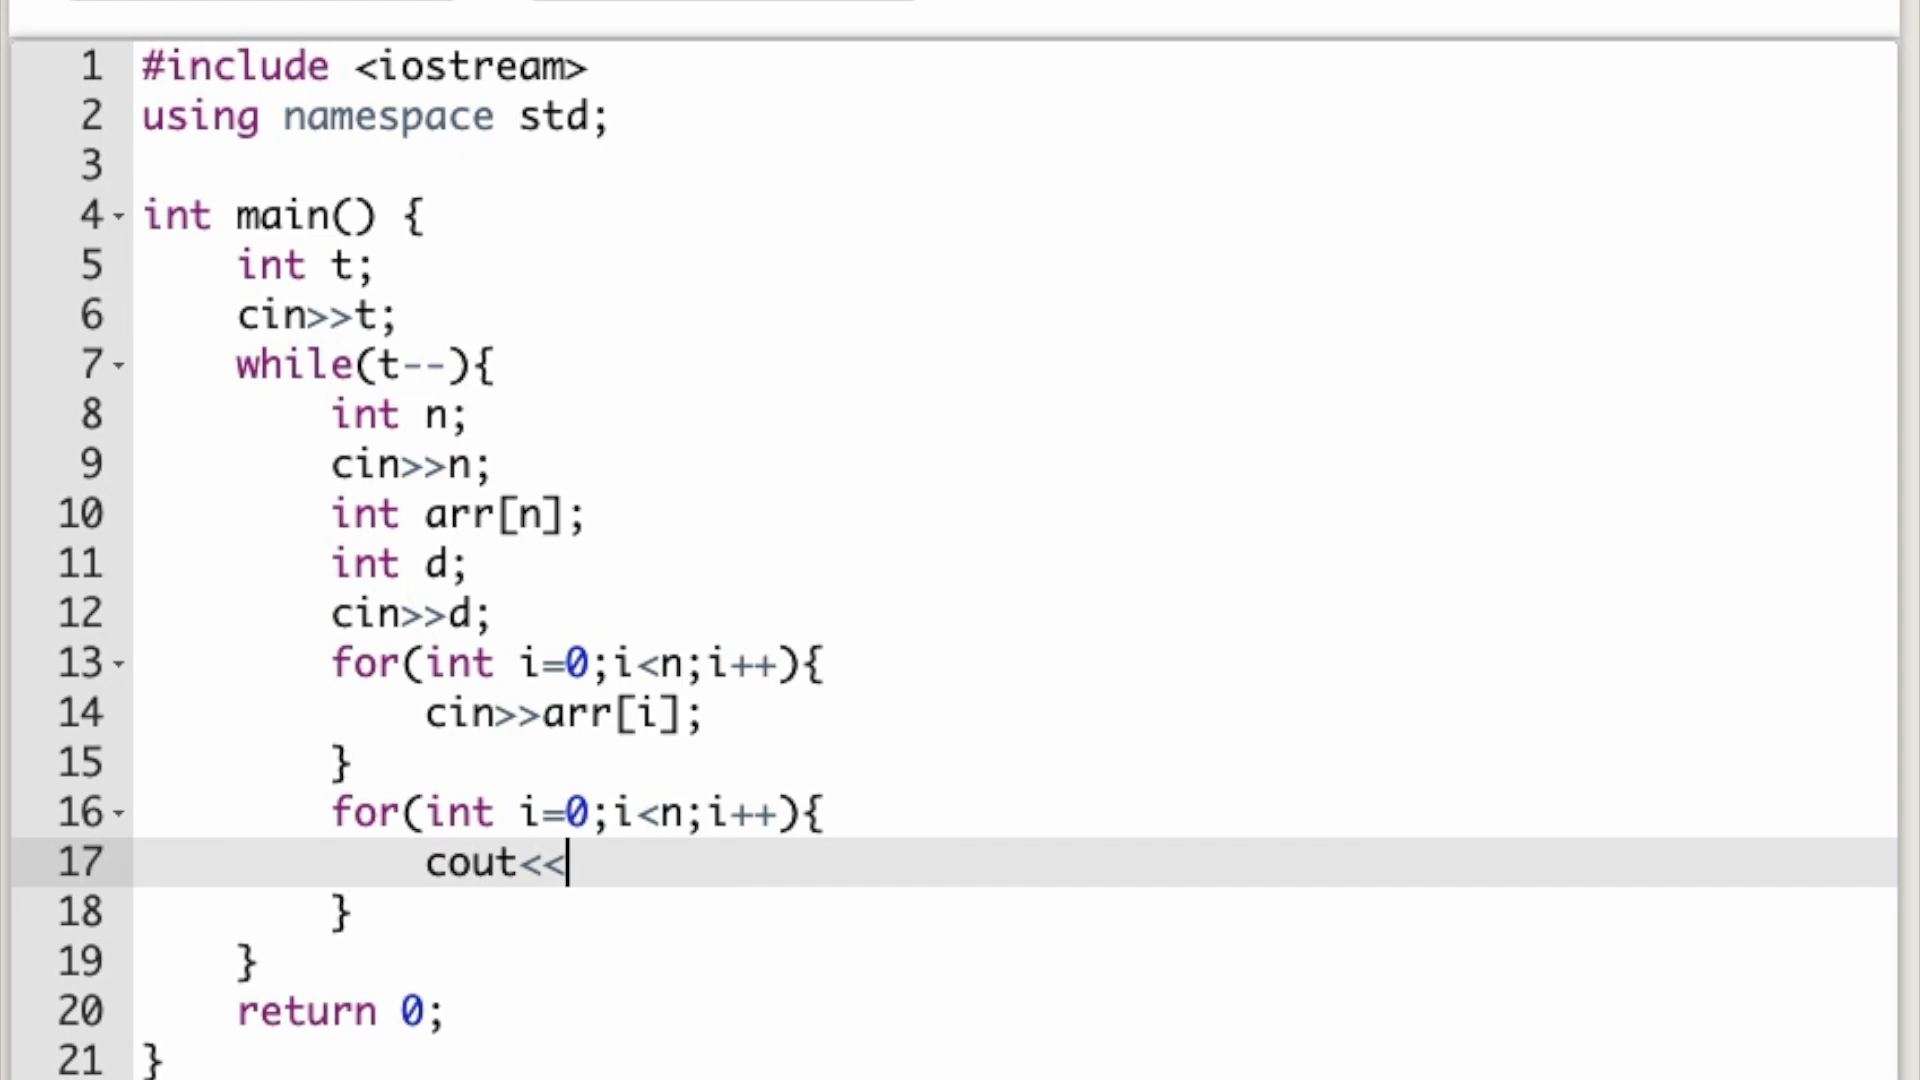 1 #include <iostream>
2 using namespace std;
3
4 int main() {
5 int t;
6 cin>>t;
7 while(t--){
8 int n;
9 cin>>n;
10 int arr[n];
11 int d;
12 cin>>d;
13 for(int i=0;i<n;i++){
14 cin>>arr[i];
15 }
16 for(int i=0;i<n;i++){
17 cout<<
18 }
19 }
20 return 0;
21 }